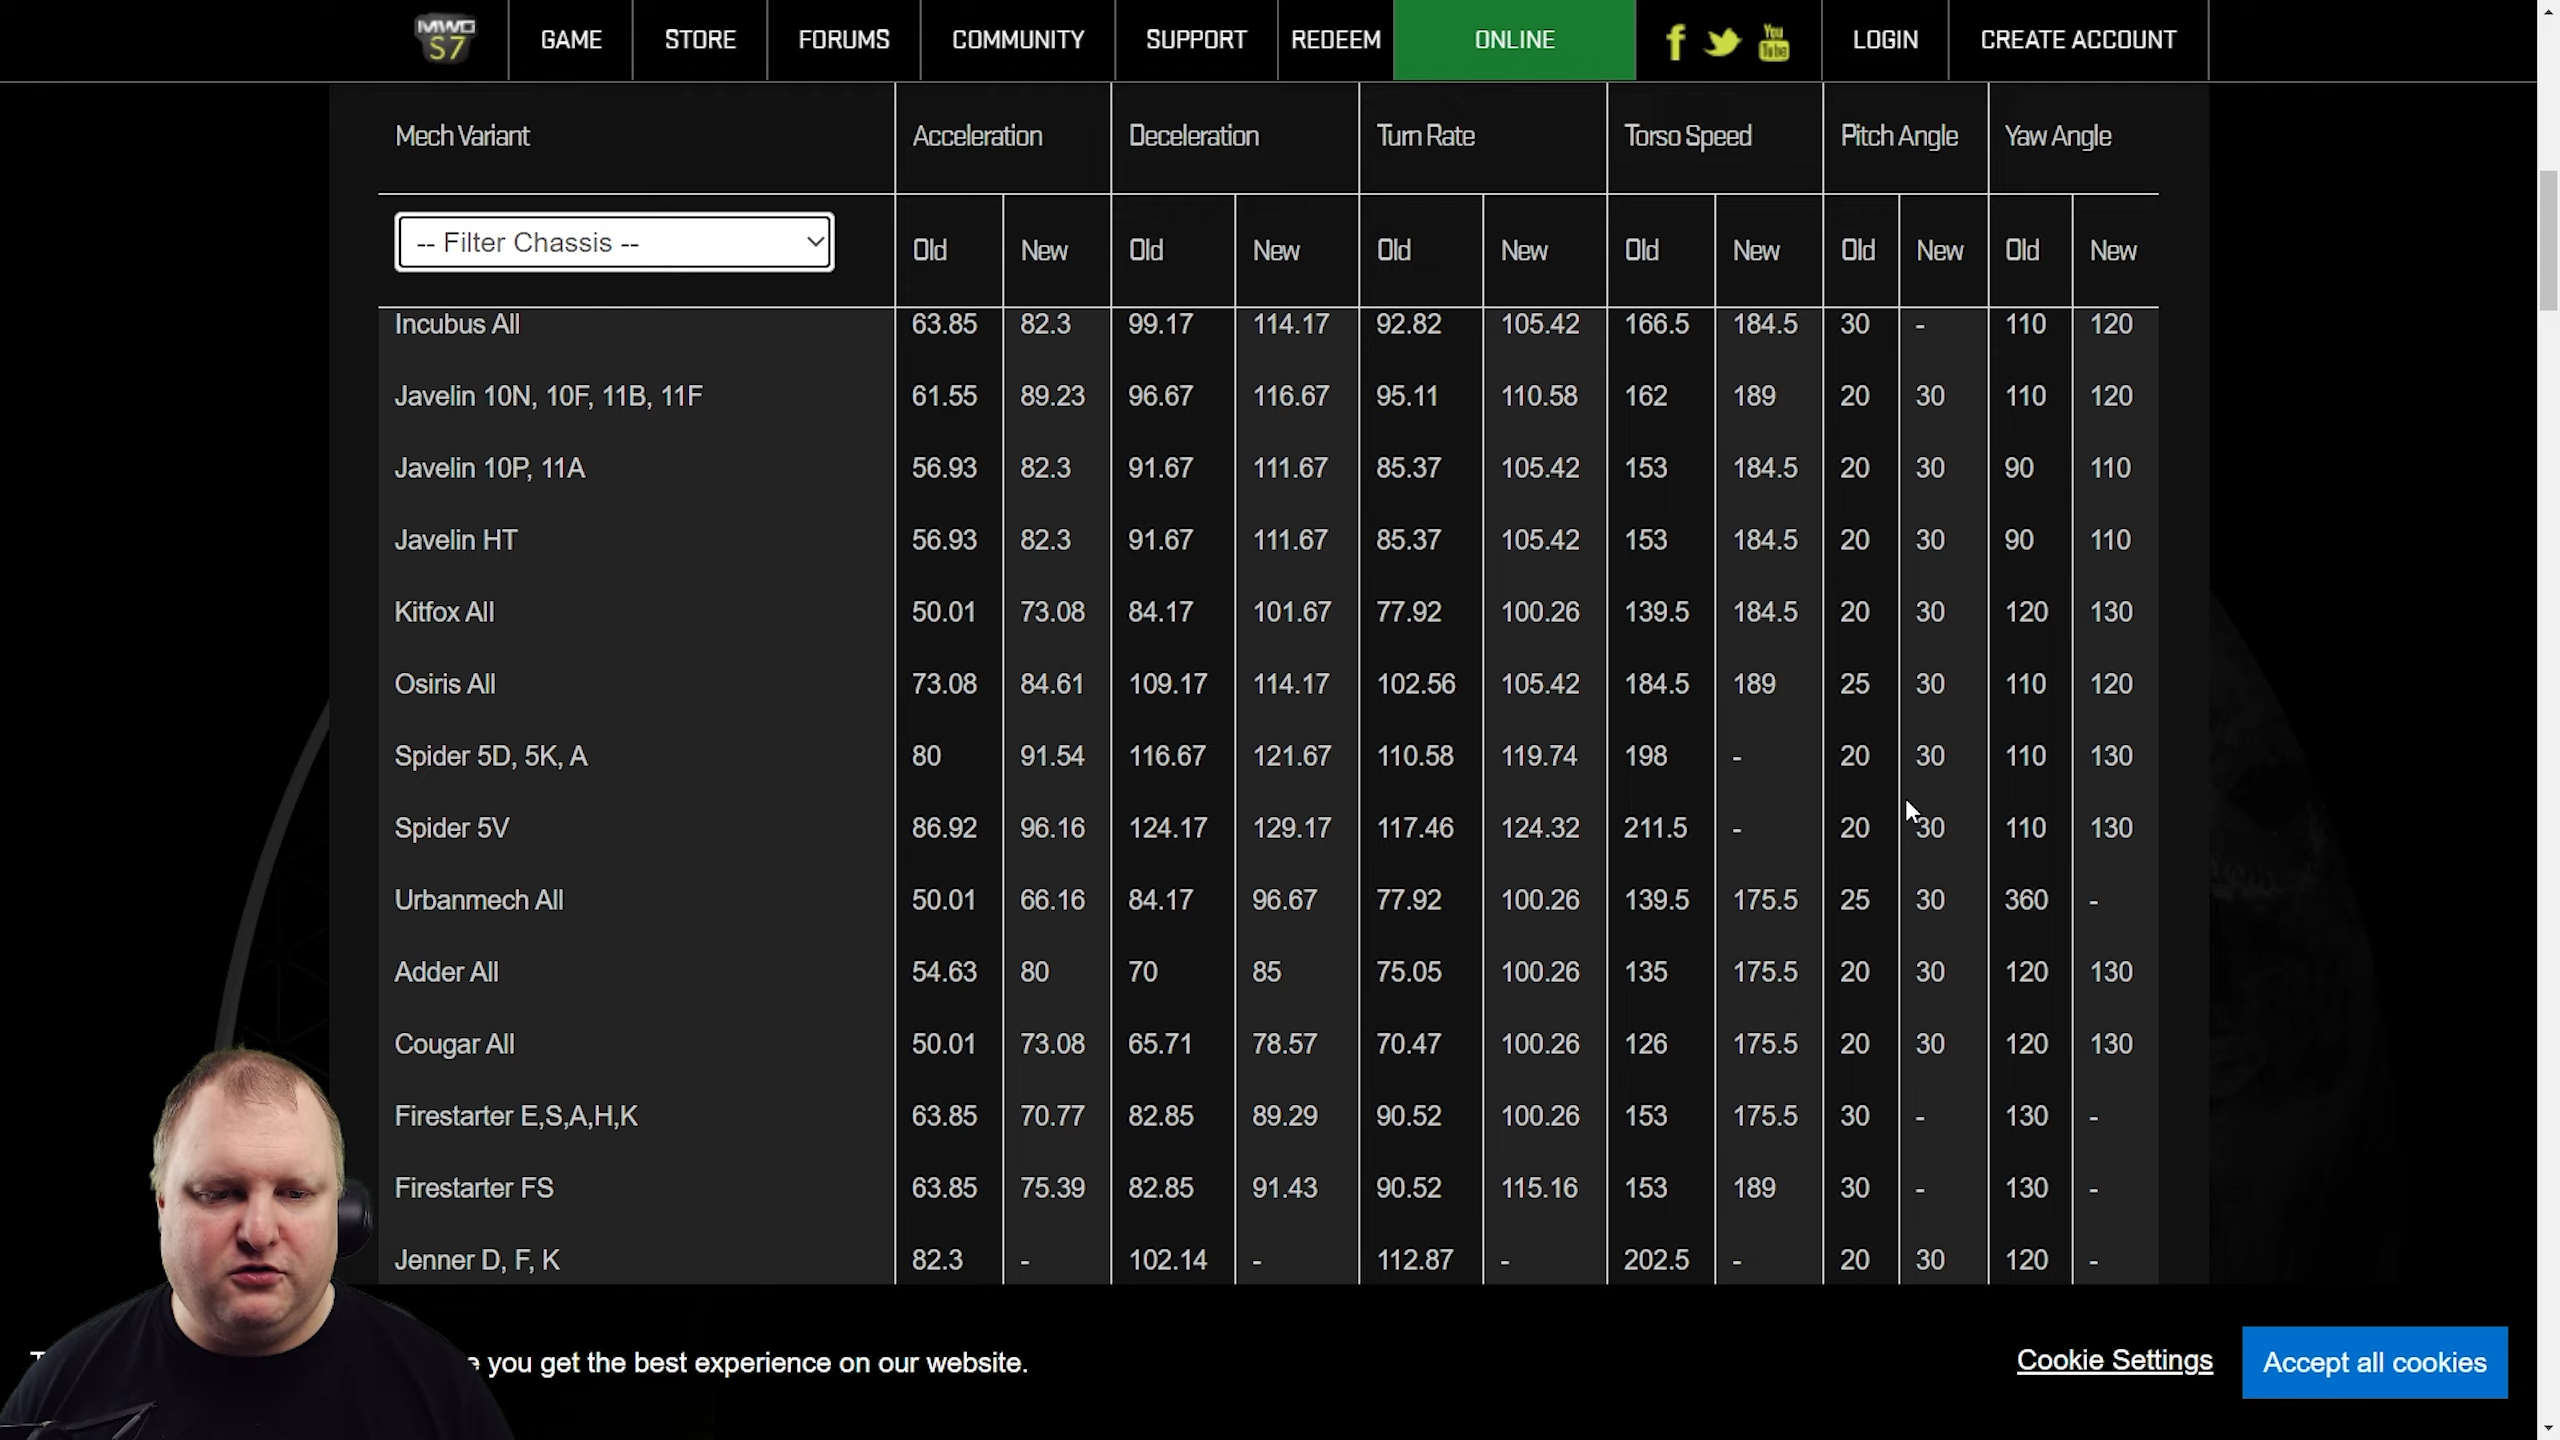 MWO S7 GAME STORE FORUMS COMMUNITY SUPPORT REDEEM ONLINE f You Tube LOGIN CREATE ACCOUNT
Mech Variant Acceleration Deceleration Turn Rate Torso Speed Pitch Angle Yaw Angle
-- Filter Chassis -- Old New Old New Old New Old New Old New Old New
Incubus All 63.85 82.3 99.17 114.17 92.82 105.42 166.5 184.5 30 - 110 120
Javelin 10N, 10F, 11B, 11F 61.55 89.23 96.67 116.67 95.11 110.58 162 189 20 30 110 120
Javelin 10P, 11A 56.93 82.3 91.67 111.67 85.37 105.42 153 184.5 20 30 90 110
Javelin HT 56.93 82.3 91.67 111.67 85.37 105.42 153 184.5 20 30 90 110
Kitfox All 50.01 73.08 84.17 101.67 77.92 100.26 139.5 184.5 20 30 120 130
Osiris All 73.08 84.61 109.17 114.17 102.56 105.42 184.5 189 25 30 110 120
Spider 5D, 5K, A 80 91.54 116.67 121.67 110.58 119.74 198 - 20 30 110 130
Spider 5V 86.92 96.16 124.17 129.17 117.46 124.32 211.5 - 20 30 110 130
Urbanmech All 50.01 66.16 84.17 96.67 77.92 100.26 139.5 175.5 25 30 360 -
Adder All 54.63 80 70 85 75.05 100.26 135 175.5 20 30 120 130
Cougar All 50.01 73.08 65.71 78.57 70.47 100.26 126 175.5 20 30 120 130
Firestarter E,S,A,H,K 63.85 70.77 82.85 89.29 90.52 100.26 153 175.5 30 - 130 -
Firestarter FS 63.85 75.39 82.85 91.43 90.52 115.16 153 189 30 - 130 -
Jenner D, F, K 82.3 - 102.14 - 112.87 - 202.5 - 20 30 120 -
you get the best experience on our website. Cookie Settings Accept all cookies